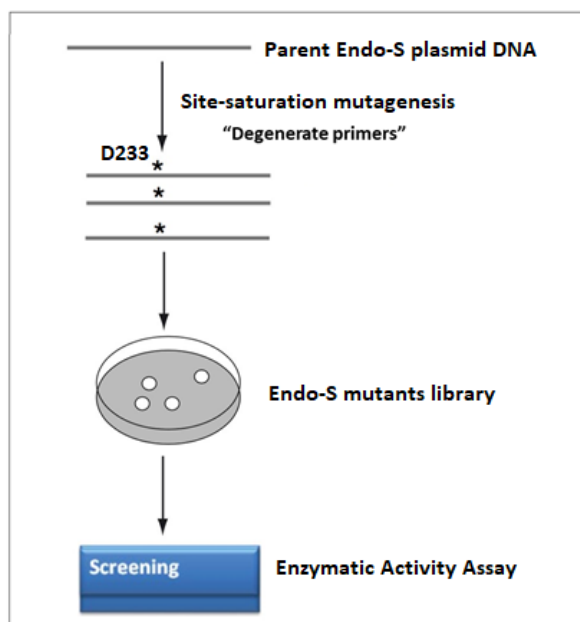 Parent Endo-S plasmid DNA
Site-saturation mutagenesis
“Degenerate primers”
D233
*
*
*
Endo-S mutants library
Screening
Enzymatic Activity Assay